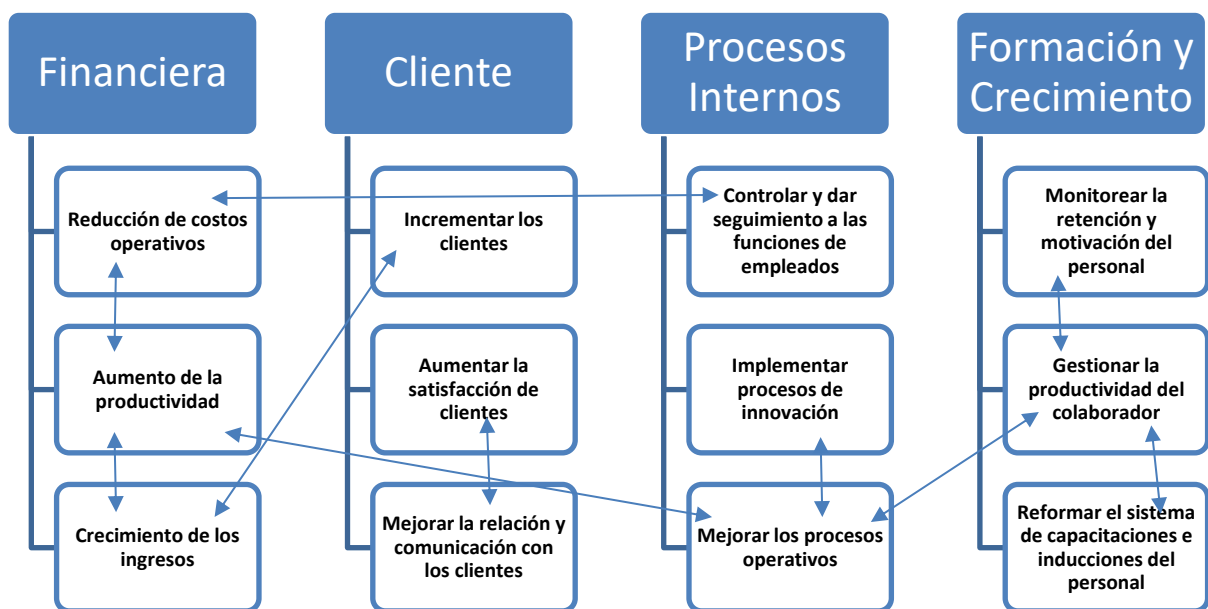 Financiera
Reducción de costos
operativos
Aumento de la
productividad
Crecimiento de los
ingresos
Cliente
Incrementar los
clientes
Aumentar la
satisfacción de
clientes
Mejorar la relación y
comunicación con
los clientes
Procesos
Internos
Controlar y dar
seguimiento a las
funciones de
empleados
Implementar
procesos de
innovación
Mejorar los procesos
operativos
Formación y
Crecimiento
Monitorear la
retención y
motivación del
personal
Gestionar la
productividad del
colaborador
Reformar el sistema
de capacitaciones e
inducciones del
personal